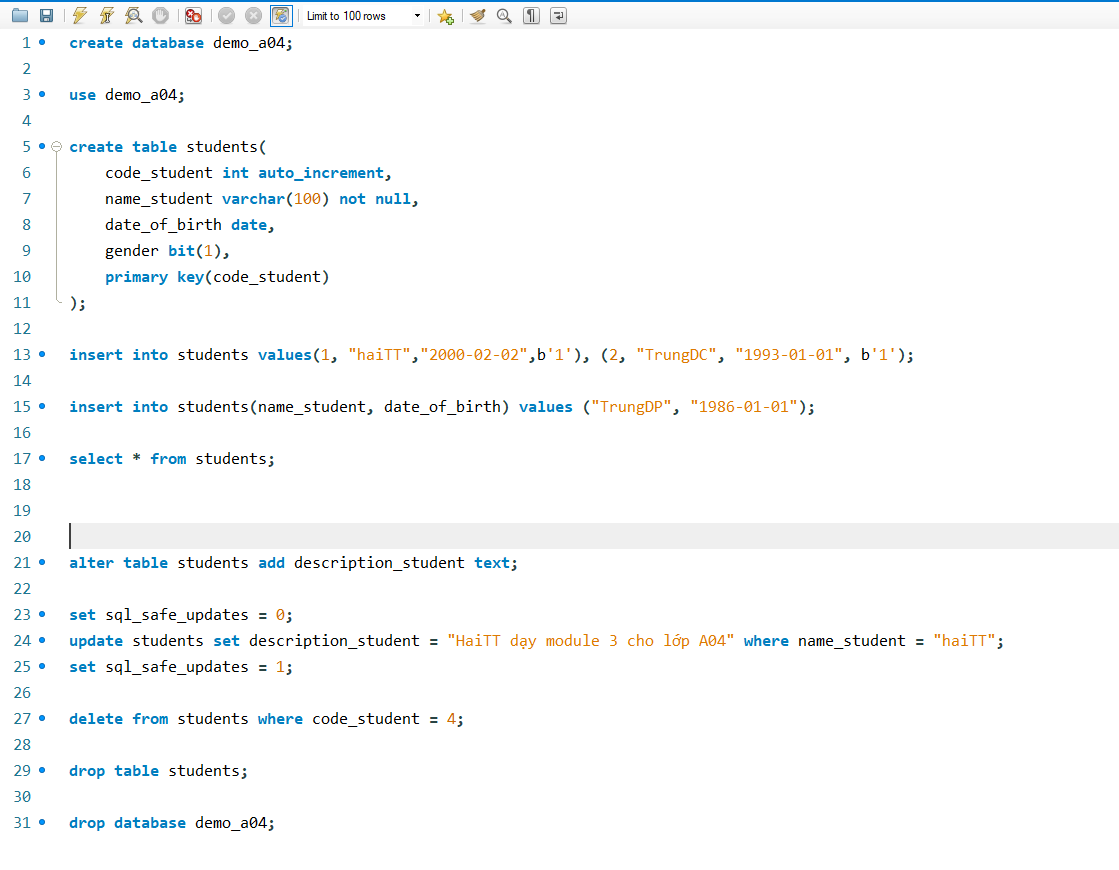 Limit to 100 rows
1 create database demo_a04;
2
3 use demo_a04;
4
5 create table students(
6 code_student int auto_increment,
7 name_student varchar(100) not null,
8 date_of_birth date,
9 gender bit(1),
10 primary key(code_student)
11 );
12
13 insert into students values(1, "haiTT","2000-02-02",b'1'), (2, "TrungDC", "1993-01-01", b'1');
14
15 insert into students(name_student, date_of_birth) values ("TrungDP", "1986-01-01");
16
17 select * from students;
18
19
20
21 alter table students add description_student text;
22
23 set sql_safe_updates = 0;
24 update students set description_student = "HaiTT dạy module 3 cho lớp A04" where name_student = "haiTT";
25 set sql_safe_updates = 1;
26
27 delete from students where code_student = 4;
28
29 drop table students;
30
31 drop database demo_a04;